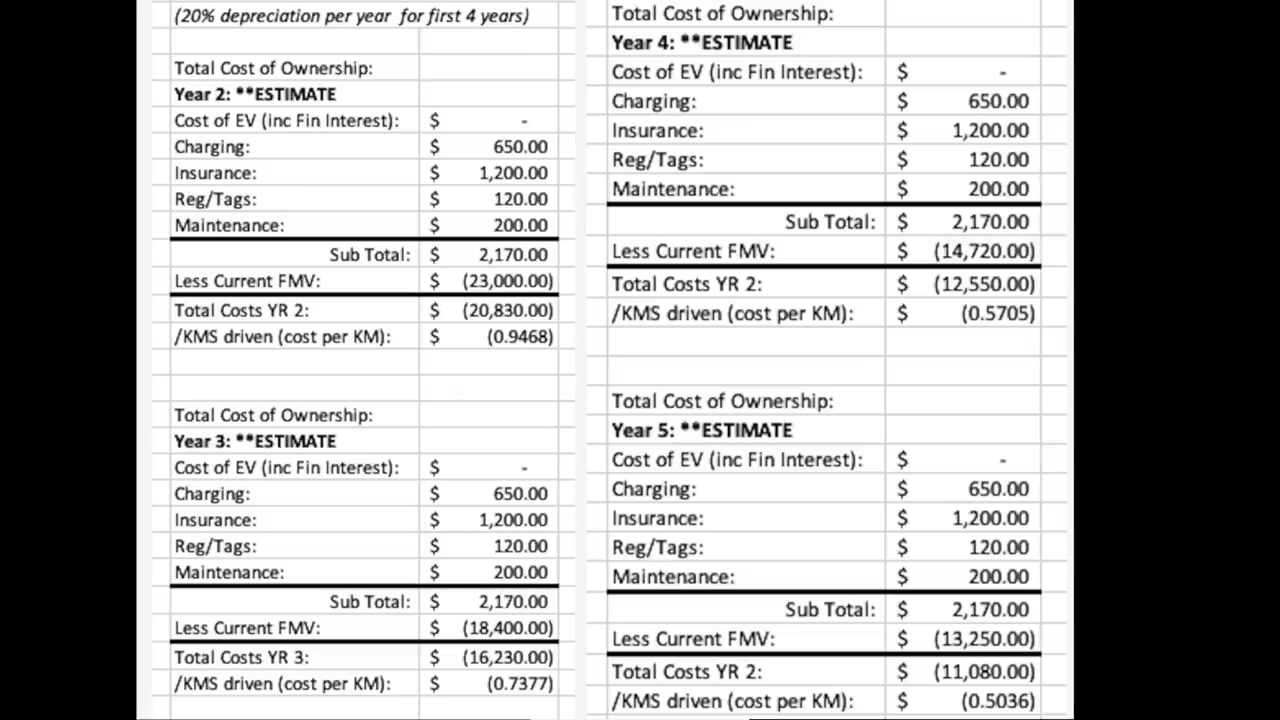 (20% depreciation per year for first 4 years)
Total Cost of Ownership:
Year 2: **ESTIMATE
Cost of EV (inc Fin Interest): $ -
Charging: $ 650.00
Insurance: $ 1,200.00
Reg/Tags: $ 120.00
Maintenance: $ 200.00
Sub Total: $ 2,170.00
Less Current FMV: $ (23,000.00)
Total Costs YR 2: $ (20,830.00)
/KMS driven (cost per KM): $ (0.9468)
Total Cost of Ownership:
Year 3: **ESTIMATE
Cost of EV (inc Fin Interest): $ -
Charging: $ 650.00
Insurance: $ 1,200.00
Reg/Tags: $ 120.00
Maintenance: $ 200.00
Sub Total: $ 2,170.00
Less Current FMV: $ (18,400.00)
Total Costs YR 3: $ (16,230.00)
/KMS driven (cost per KM): $ (0.7377)
Total Cost of Ownership:
Year 4: **ESTIMATE
Cost of EV (inc Fin Interest): $ -
Charging: $ 650.00
Insurance: $ 1,200.00
Reg/Tags: $ 120.00
Maintenance: $ 200.00
Sub Total: $ 2,170.00
Less Current FMV: $ (14,720.00)
Total Costs YR 2: $ (12,550.00)
/KMS driven (cost per KM): $ (0.5705)
Total Cost of Ownership:
Year 5: **ESTIMATE
Cost of EV (inc Fin Interest): $ -
Charging: $ 650.00
Insurance: $ 1,200.00
Reg/Tags: $ 120.00
Maintenance: $ 200.00
Sub Total: $ 2,170.00
Less Current FMV: $ (13,250.00)
Total Costs YR 2: $ (11,080.00)
/KMS driven (cost per KM): $ (0.5036)